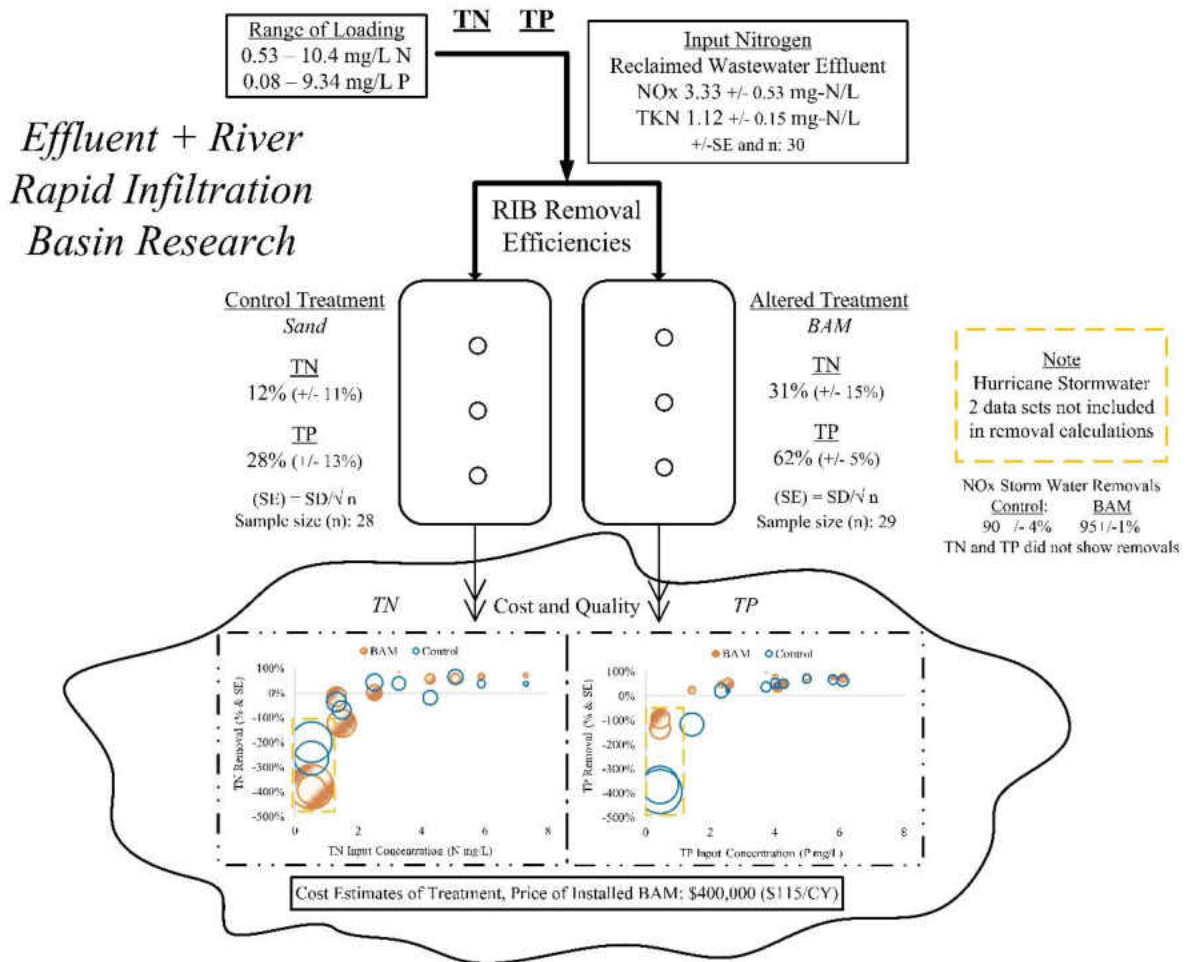 TN TP
Range of Loading
0.53 – 10.4 mg/L N
0.08 – 9.34 mg/L P
Input Nitrogen
Reclaimed Wastewater Effluent
NOx 3.33 +/- 0.53 mg-N/L
TKN 1.12 +/- 0.15 mg-N/L
+/-SE and n: 30
Effluent + River
Rapid Infiltration
Basin Research
RIB Removal
Efficiencies
Control Treatment
Sand
TN
12% (+/- 11%)
TP
28% (+/- 13%)
(SE) = SD/√ n
Sample size (n): 28
Altered Treatment
BAM
TN
31% (+/- 15%)
TP
62% (+/- 5%)
(SE) = SD/√ n
Sample size (n): 29
Note
Hurricane Stormwater
2 data sets not included
in removal calculations
NOx Storm Water Removals
Control: BAM
90 /- 4% 95+/-1%
TN and TP did not show removals
TN Cost and Quality TP
BAM Control
100%
0%
-100%
-200%
-300%
-400%
-500%
TN Removal (% & SE)
0 2 4 6 8
TN Input Concentration (N mg/L)
BAM Control
100%
0%
-100%
-200%
-300%
-400%
-500%
TP Removal (% & SE)
0 2 4 6 8
TP Input Concentration (P mg/L)
Cost Estimates of Treatment, Price of Installed BAM: $400,000 ($115/CY)